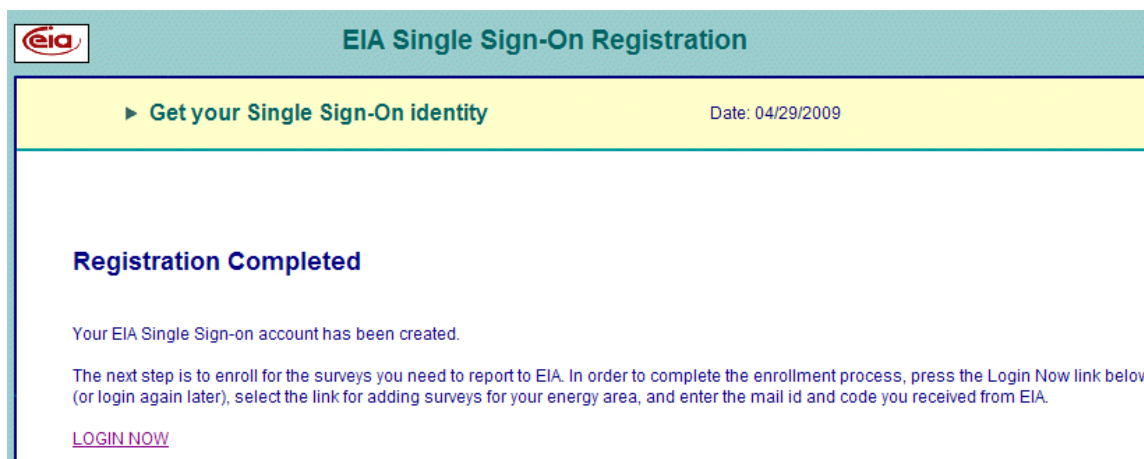 eia
EIA Single Sign-On Registration
Get your Single Sign-On identity
Date: 04/29/2009
Registration Completed
Your EIA Single Sign-on account has been created.
The next step is to enroll for the surveys you need to report to EIA. In order to complete the enrollment process, press the Login Now link below
(or login again later), select the link for adding surveys for your energy area, and enter the mail id and code you received from EIA.
LOGIN NOW